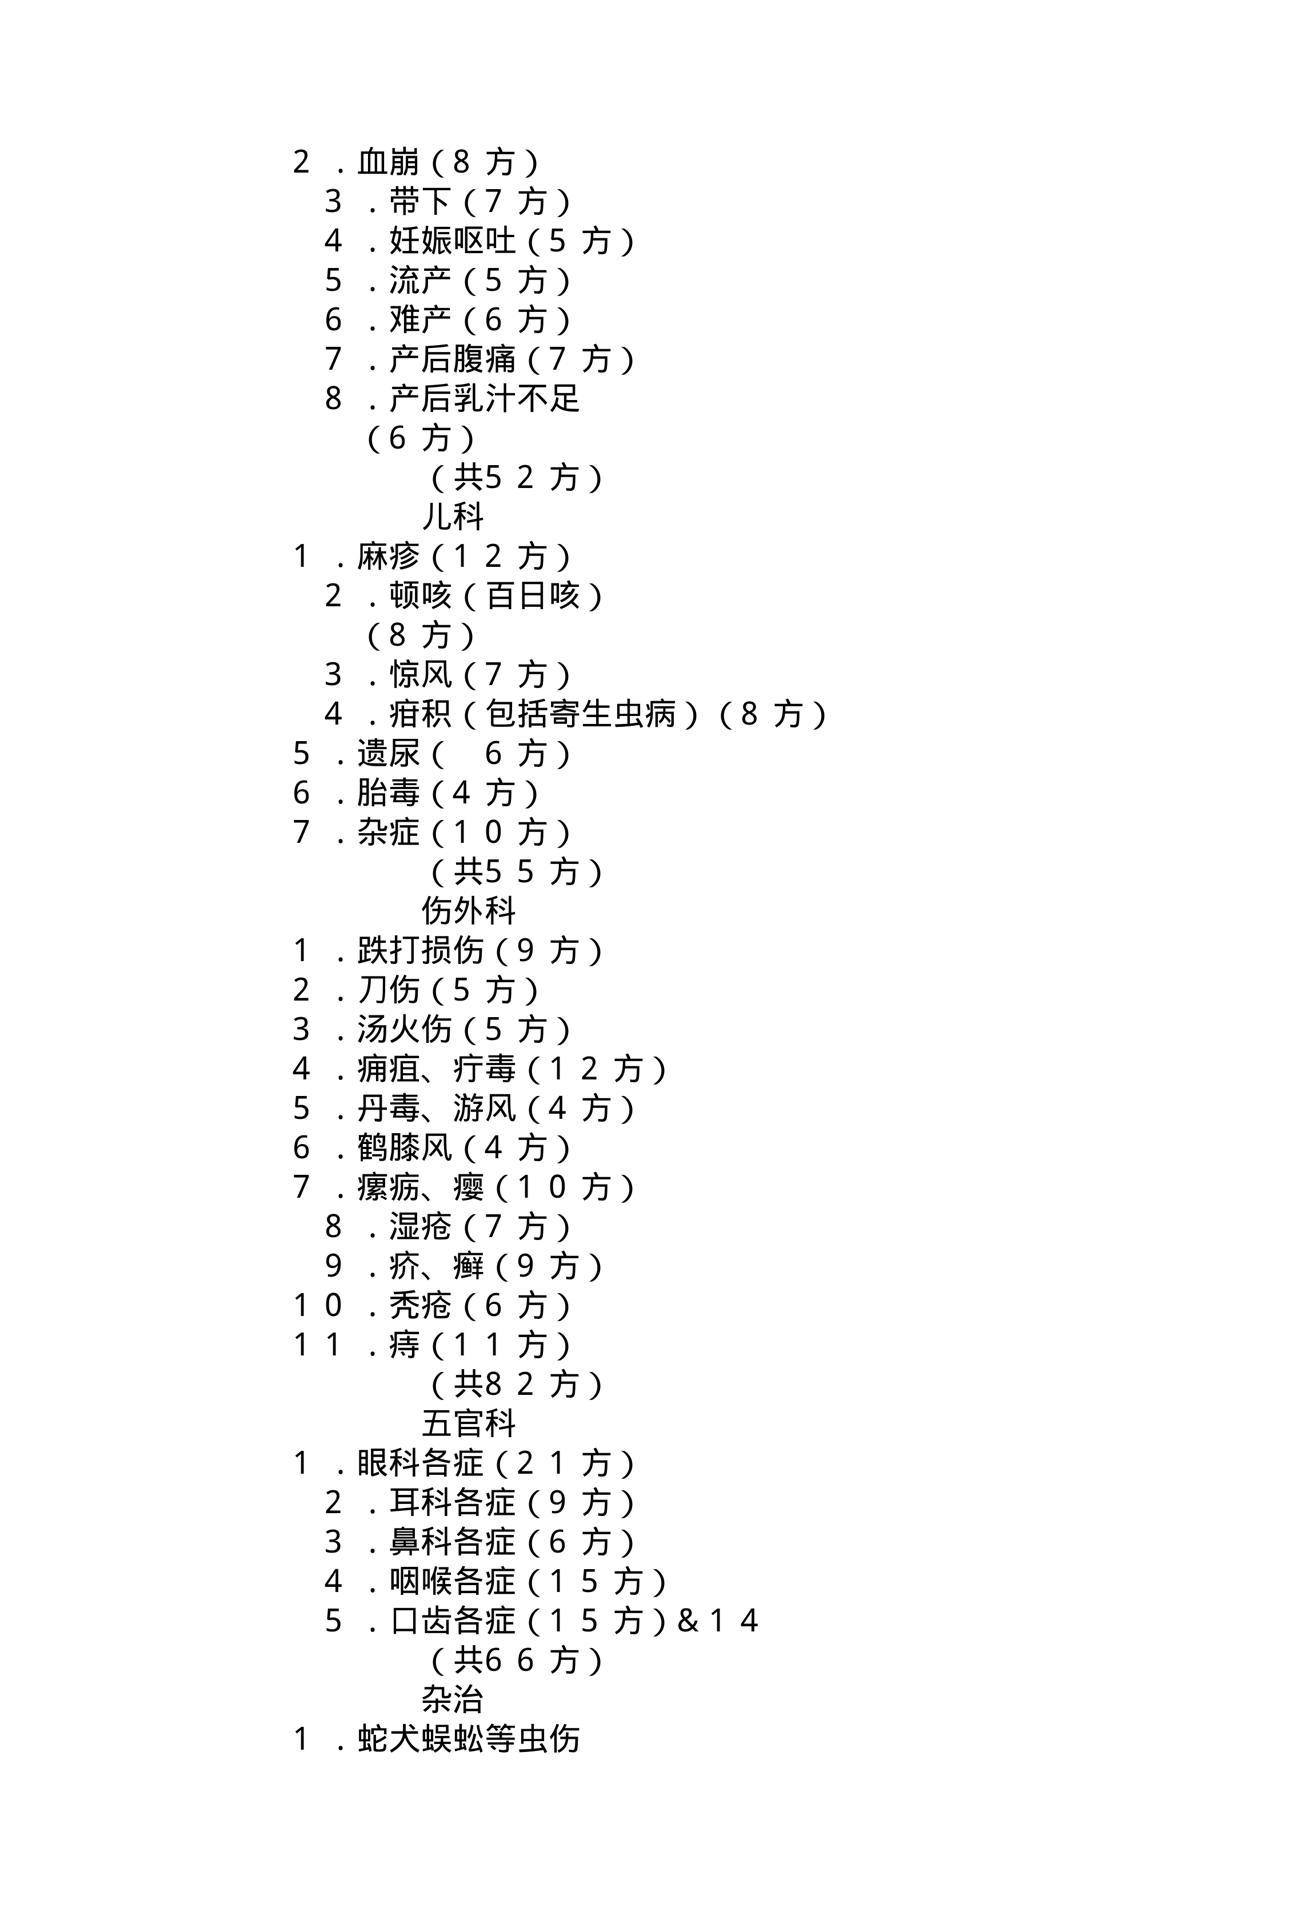 2．血崩（8方）
3．带下（7方）
4．妊娠呕吐（5方）
5．流产（5方）
6．难产（6方）
7．产后腹痛（7方）
8．产后乳汁不足
（6方）
（共52方）
儿科
1．麻疹（12方）
2．顿咳（百日咳）
（8方）
3．惊风（7方）
4．疳积（包括寄生虫病）（8方）
5．遗尿（ 6方）
6．胎毒（4方）
7．杂症（10方）
（共55方）
伤外科
1．跌打损伤（9方）
2．刀伤（5方）
3．汤火伤（5方）
4．痈疽、疔毒（12方）
5．丹毒、游风（4方）
6．鹤膝风（4方）
7．瘰疬、瘿（10方）
8．湿疮（7方）
9．疥、癣（9方）
10．秃疮（6方）
11．痔（11方）
（共82方）
五官科
1．眼科各症（21方）
2．耳科各症（9方）
3．鼻科各症（6方）
4．咽喉各症（15方）
5．口齿各症（15方）&14
（共66方）
杂治
1．蛇犬蜈蚣等虫伤